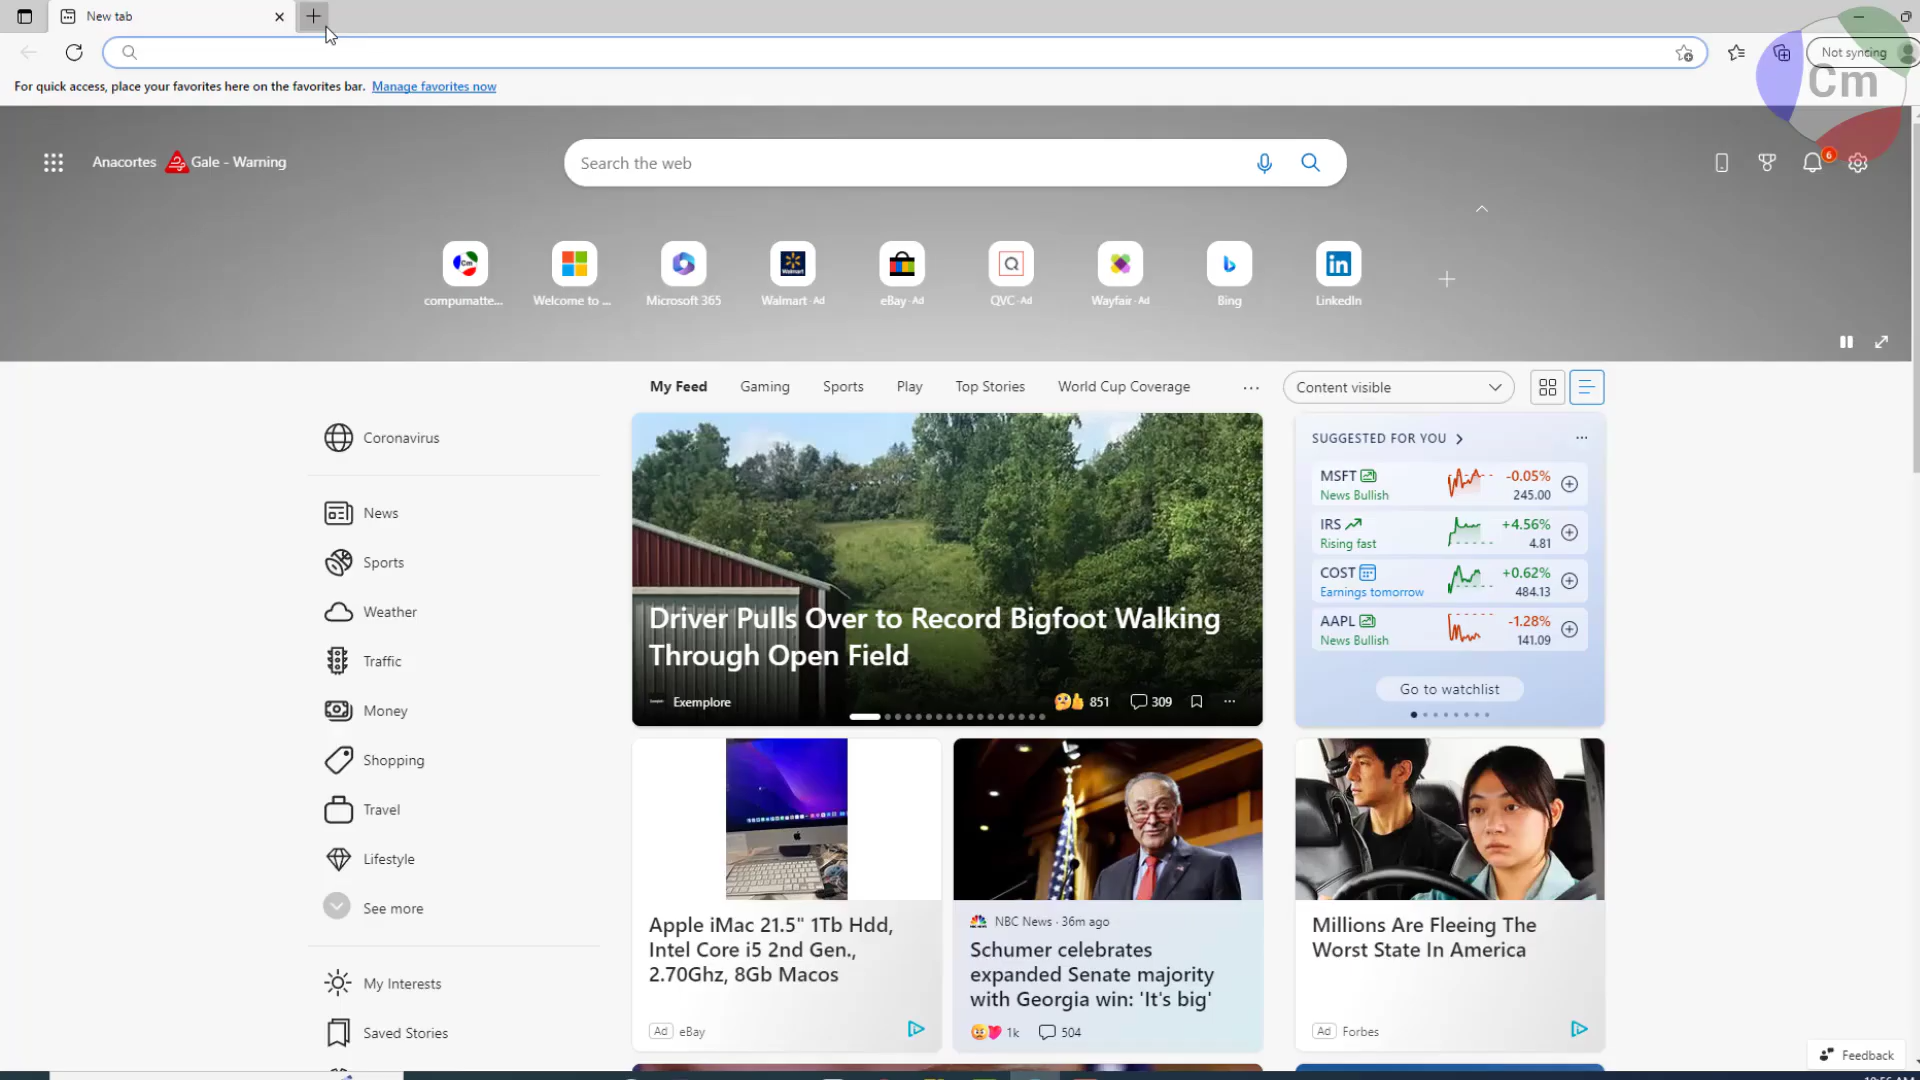 New tab
Not syncing
Cm
For quick access, place your favorites here on the favorites bar. Manage favorites now
Anacortes Gale - Warning
Search the web
6
Cm
compumatte...
Welcome to ...
Microsoft 365
Walmart
Walmart · Ad
eBay · Ad
Q
QVC · Ad
Wayfair · Ad
b
Bing
in
LinkedIn
My Feed Gaming Sports Play Top Stories World Cup Coverage ... Content visible
Coronavirus
News
Sports
Weather
Traffic
Money
Shopping
Travel
Lifestyle
See more
My Interests
Saved Stories
Driver Pulls Over to Record Bigfoot Walking
Through Open Field
Exemplore 851 309
SUGGESTED FOR YOU
MSFT -0.05%
News Bullish 245.00
IRS +4.56%
Rising fast 4.81
COST +0.62%
Earnings tomorrow 484.13
AAPL -1.28%
News Bullish 141.09
Go to watchlist
Apple iMac 21.5" 1Tb Hdd,
Intel Core i5 2nd Gen.,
2.70Ghz, 8Gb Macos
Ad eBay
NBC News · 36m ago
Schumer celebrates
expanded Senate majority
with Georgia win: 'It's big'
1k 504
Millions Are Fleeing The
Worst State In America
Ad Forbes
Feedback